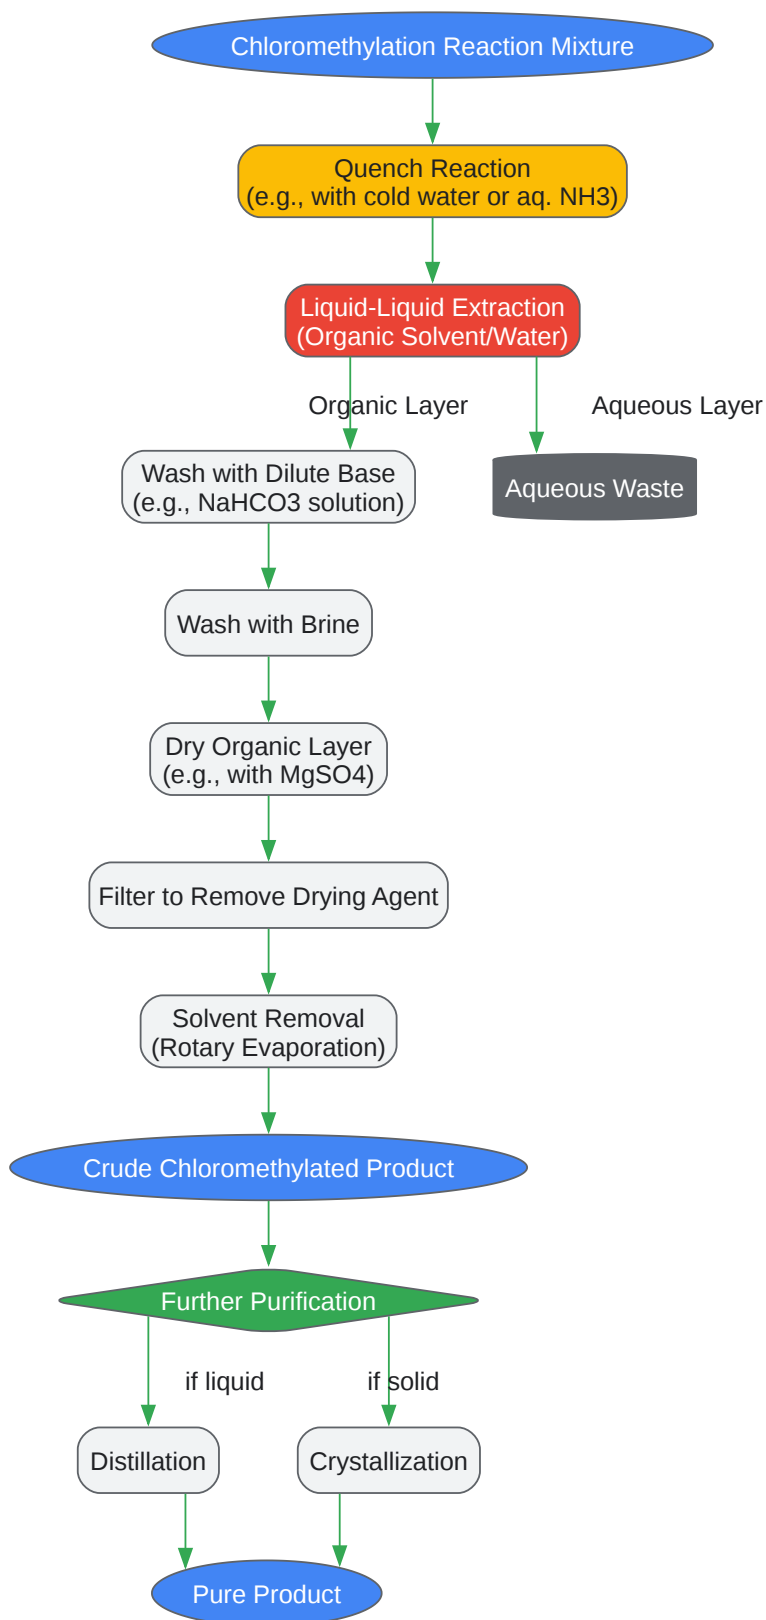 Chloromethylation Reaction Mixture
Quench Reaction
(e.g., with cold water or aq. NH3)
Liquid-Liquid Extraction
(Organic Solvent/Water)
Organic Layer
Aqueous Layer
Wash with Dilute Base
(e.g., NaHCO3 solution)
Aqueous Waste
Wash with Brine
Dry Organic Layer
(e.g., with MgSO4)
Filter to Remove Drying Agent
Solvent Removal
(Rotary Evaporation)
Crude Chloromethylated Product
Further Purification
if liquid
if solid
Distillation
Crystallization
Pure Product